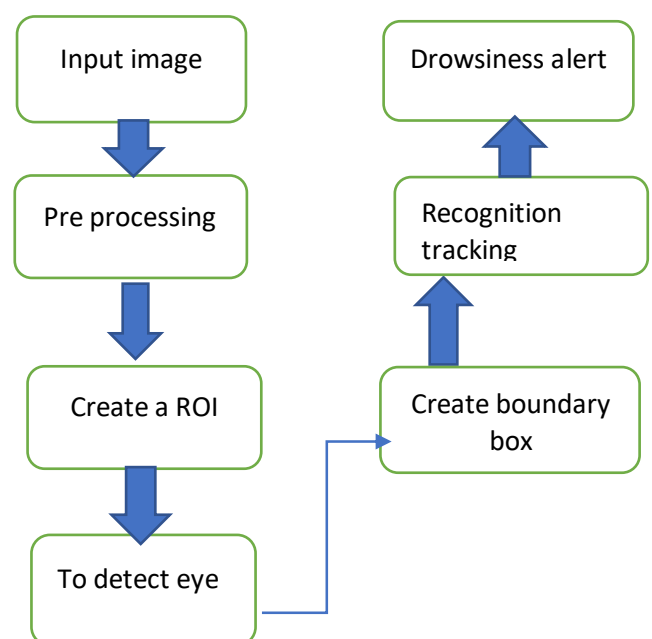 Input image
Pre processing
Create a ROI
To detect eye
Create boundary
box
Recognition
tracking
Drowsiness alert